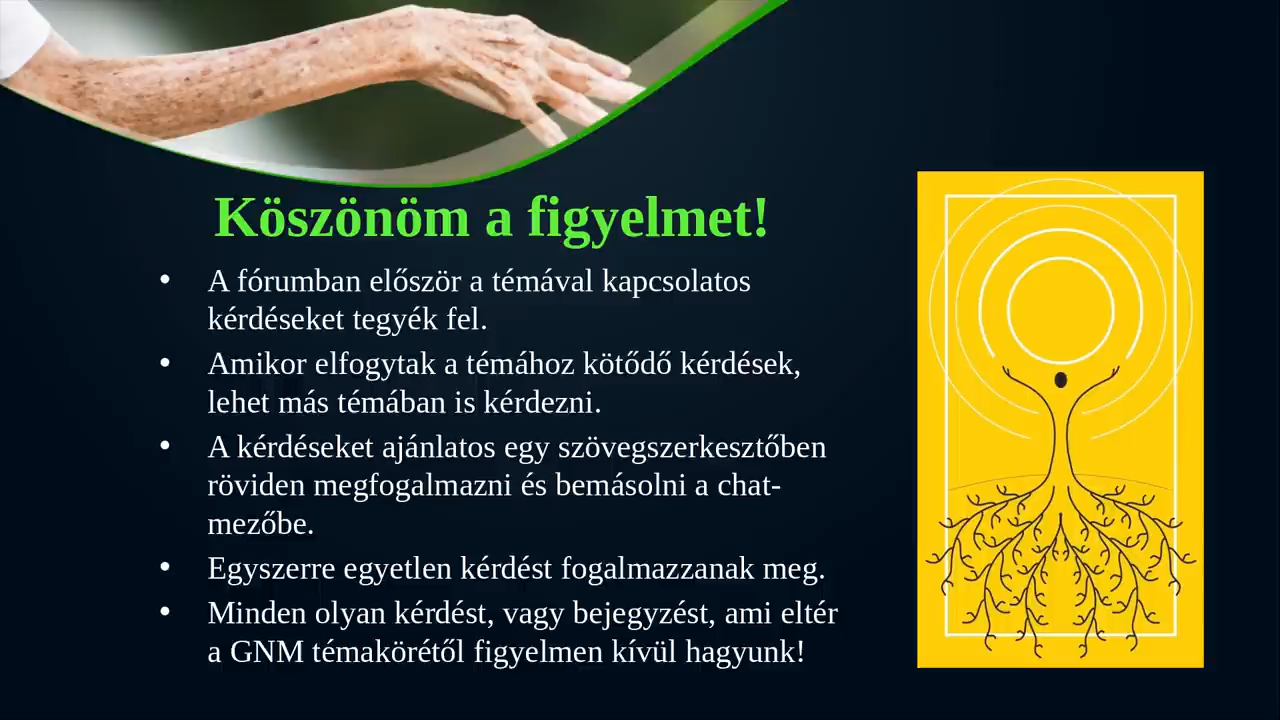 Köszönöm a figyelmet!
• A fórumban először a témával kapcsolatos
kérdéseket tegyék fel.
• Amikor elfogytak a témához kötődő kérdések,
lehet más témában is kérdezni.
• A kérdéseket ajánlatos egy szövegszerkesztőben
röviden megfogalmazni és bemásolni a chat-
mezőbe.
• Egyszerre egyetlen kérdést fogalmazzanak meg.
• Minden olyan kérdést, vagy bejegyzést, ami eltér
a GNM témakörétől figyelmen kívül hagyunk!